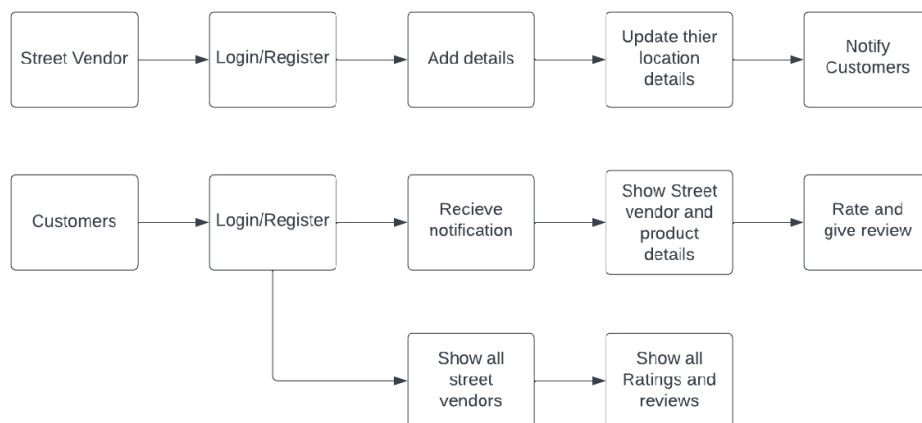 Street Vendor
Login/Register
Add details
Update thier
location
details
Notify
Customers
Customers
Login/Register
Recieve
notification
Show Street
vendor and
product
details
Rate and
give review
Show all
street
vendors
Show all
Ratings and
reviews